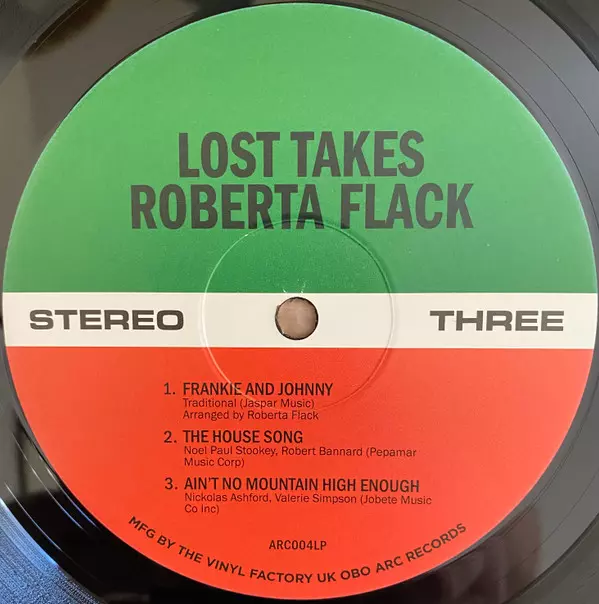 LOST TAKES
ROBERTA FLACK
STEREO
THREE
1. FRANKIE AND JOHNNY
Traditional (Jaspar Music)
Arranged by Roberta Flack
2. THE HOUSE SONG
Noel Paul Stookey, Robert Bannard (Pepamar
Music Corp)
3. AIN'T NO MOUNTAIN HIGH ENOUGH
Nickolas Ashford, Valerie Simpson (Jobete Music
Co Inc)
ARC004LP
MFG BY THE VINYL FACTORY UK OBO ARC RECORDS